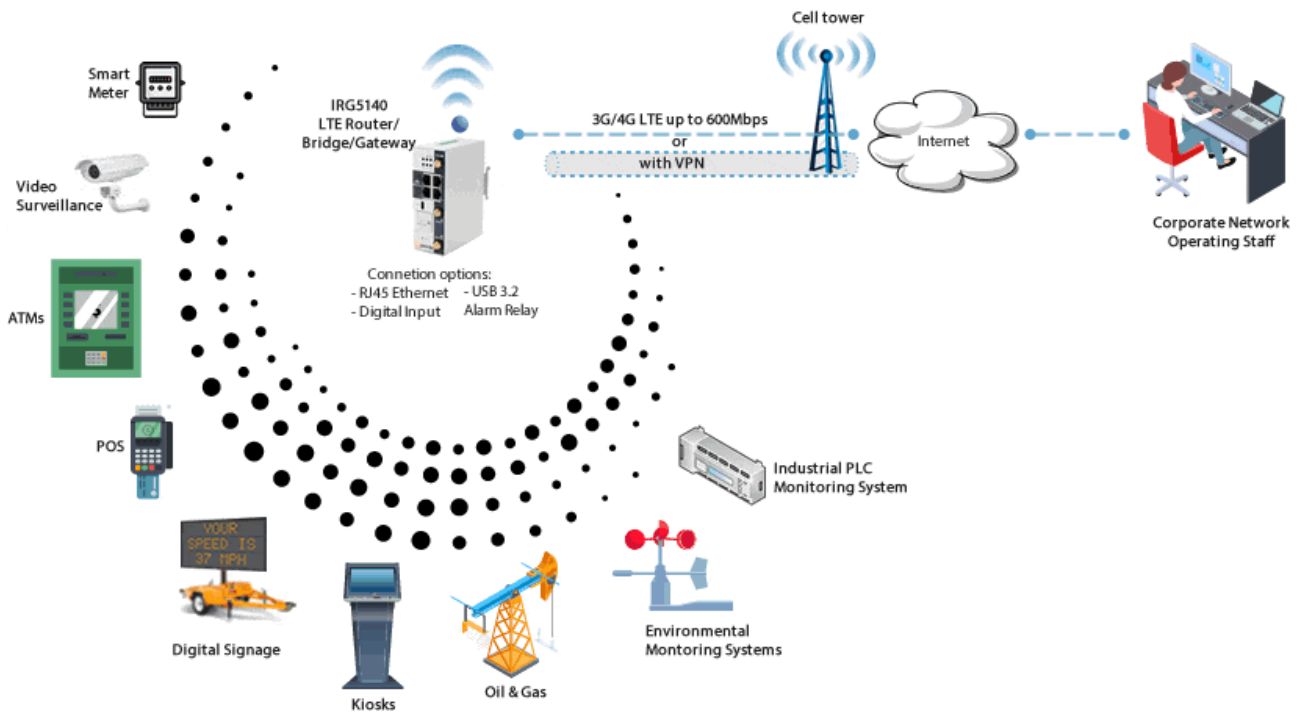 Cell tower
Smart
Meter
IRG5140
LTE Router/
Bridge/Gateway
3G/4G LTE up to 600Mbps
or
with VPN
Internet
Video
Surveillance
Corporate Network
Operating Staff
Connetion options:
- RJ45 Ethernet - USB 3.2
- Digital Input Alarm Relay
ATMs
POS
Industrial PLC
Monitoring System
YOUR
SPEED IS
37 MPH
Digital Signage
Environmental
Montoring Systems
Oil & Gas
Kiosks